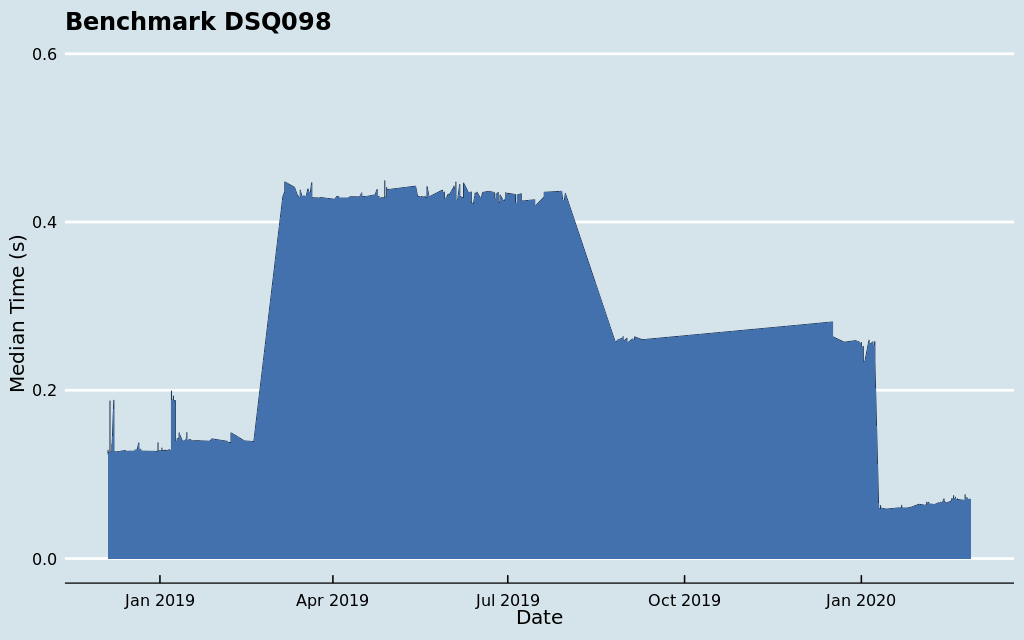 Benchmark DSQ098
0.6
0.4
0.2
0.0
Median Time (s)
Jan 2019
Apr 2019
Jul 2019
Oct 2019
Jan 2020
Date